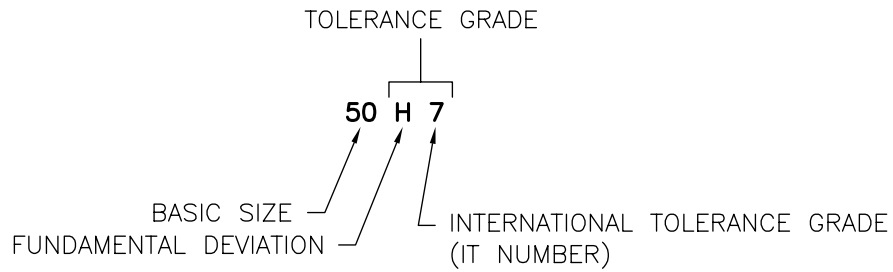 TOLERANCE GRADE
50 H 7
BASIC SIZE
FUNDAMENTAL DEVIATION
INTERNATIONAL TOLERANCE GRADE
(IT NUMBER)